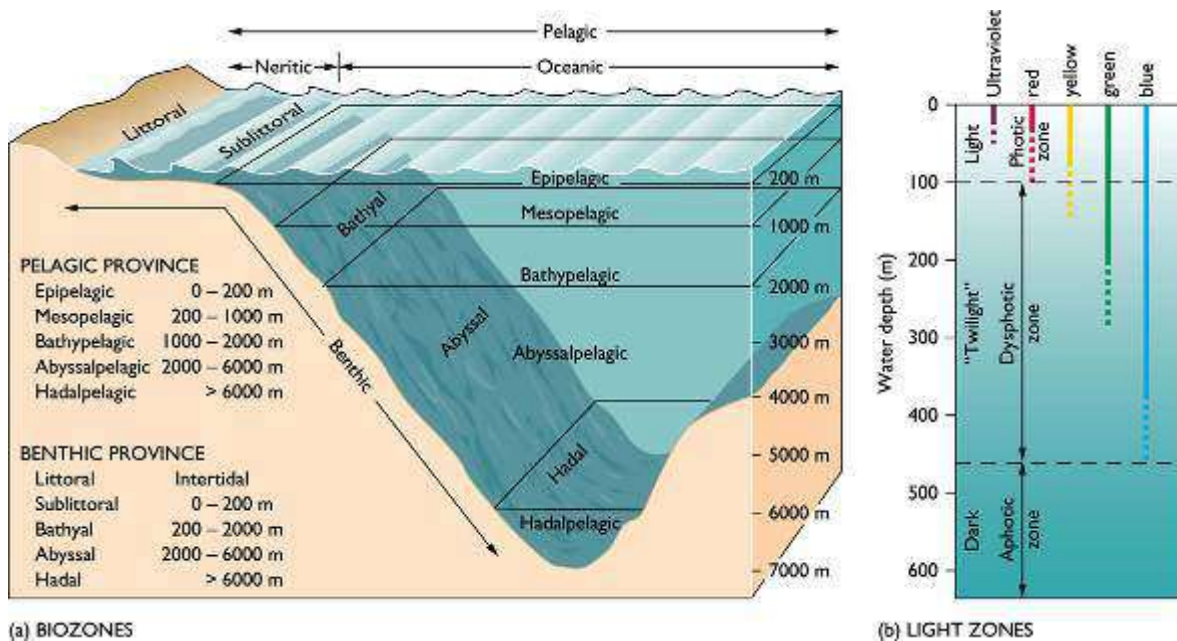 Pelagic
Neritic
Oceanic
Littoral
Sublittoral
Epipelagic
200 m
Bathyal
Mesopelagic
1000 m
Bathypelagic
2000 m
Abyssal
3000 m
Abyssalpelagic
Benthic
4000 m
Hadal
5000 m
Hadalpelagic
6000 m
7000 m
PELAGIC PROVINCE
Epipelagic 0 – 200 m
Mesopelagic 200 – 1000 m
Bathypelagic 1000 – 2000 m
Abyssalpelagic 2000 – 6000 m
Hadalpelagic > 6000 m
BENTHIC PROVINCE
Littoral Intertidal
Sublittoral 0 – 200 m
Bathyal 200 – 2000 m
Abyssal 2000 – 6000 m
Hadal > 6000 m
(a) BIOZONES
Ultraviolet
red
yellow
green
blue
Water depth (m)
0
100
200
300
400
500
600
Light
Photic
zone
"Twilight"
Dysphotic
zone
Dark
Aphotic
zone
(b) LIGHT ZONES